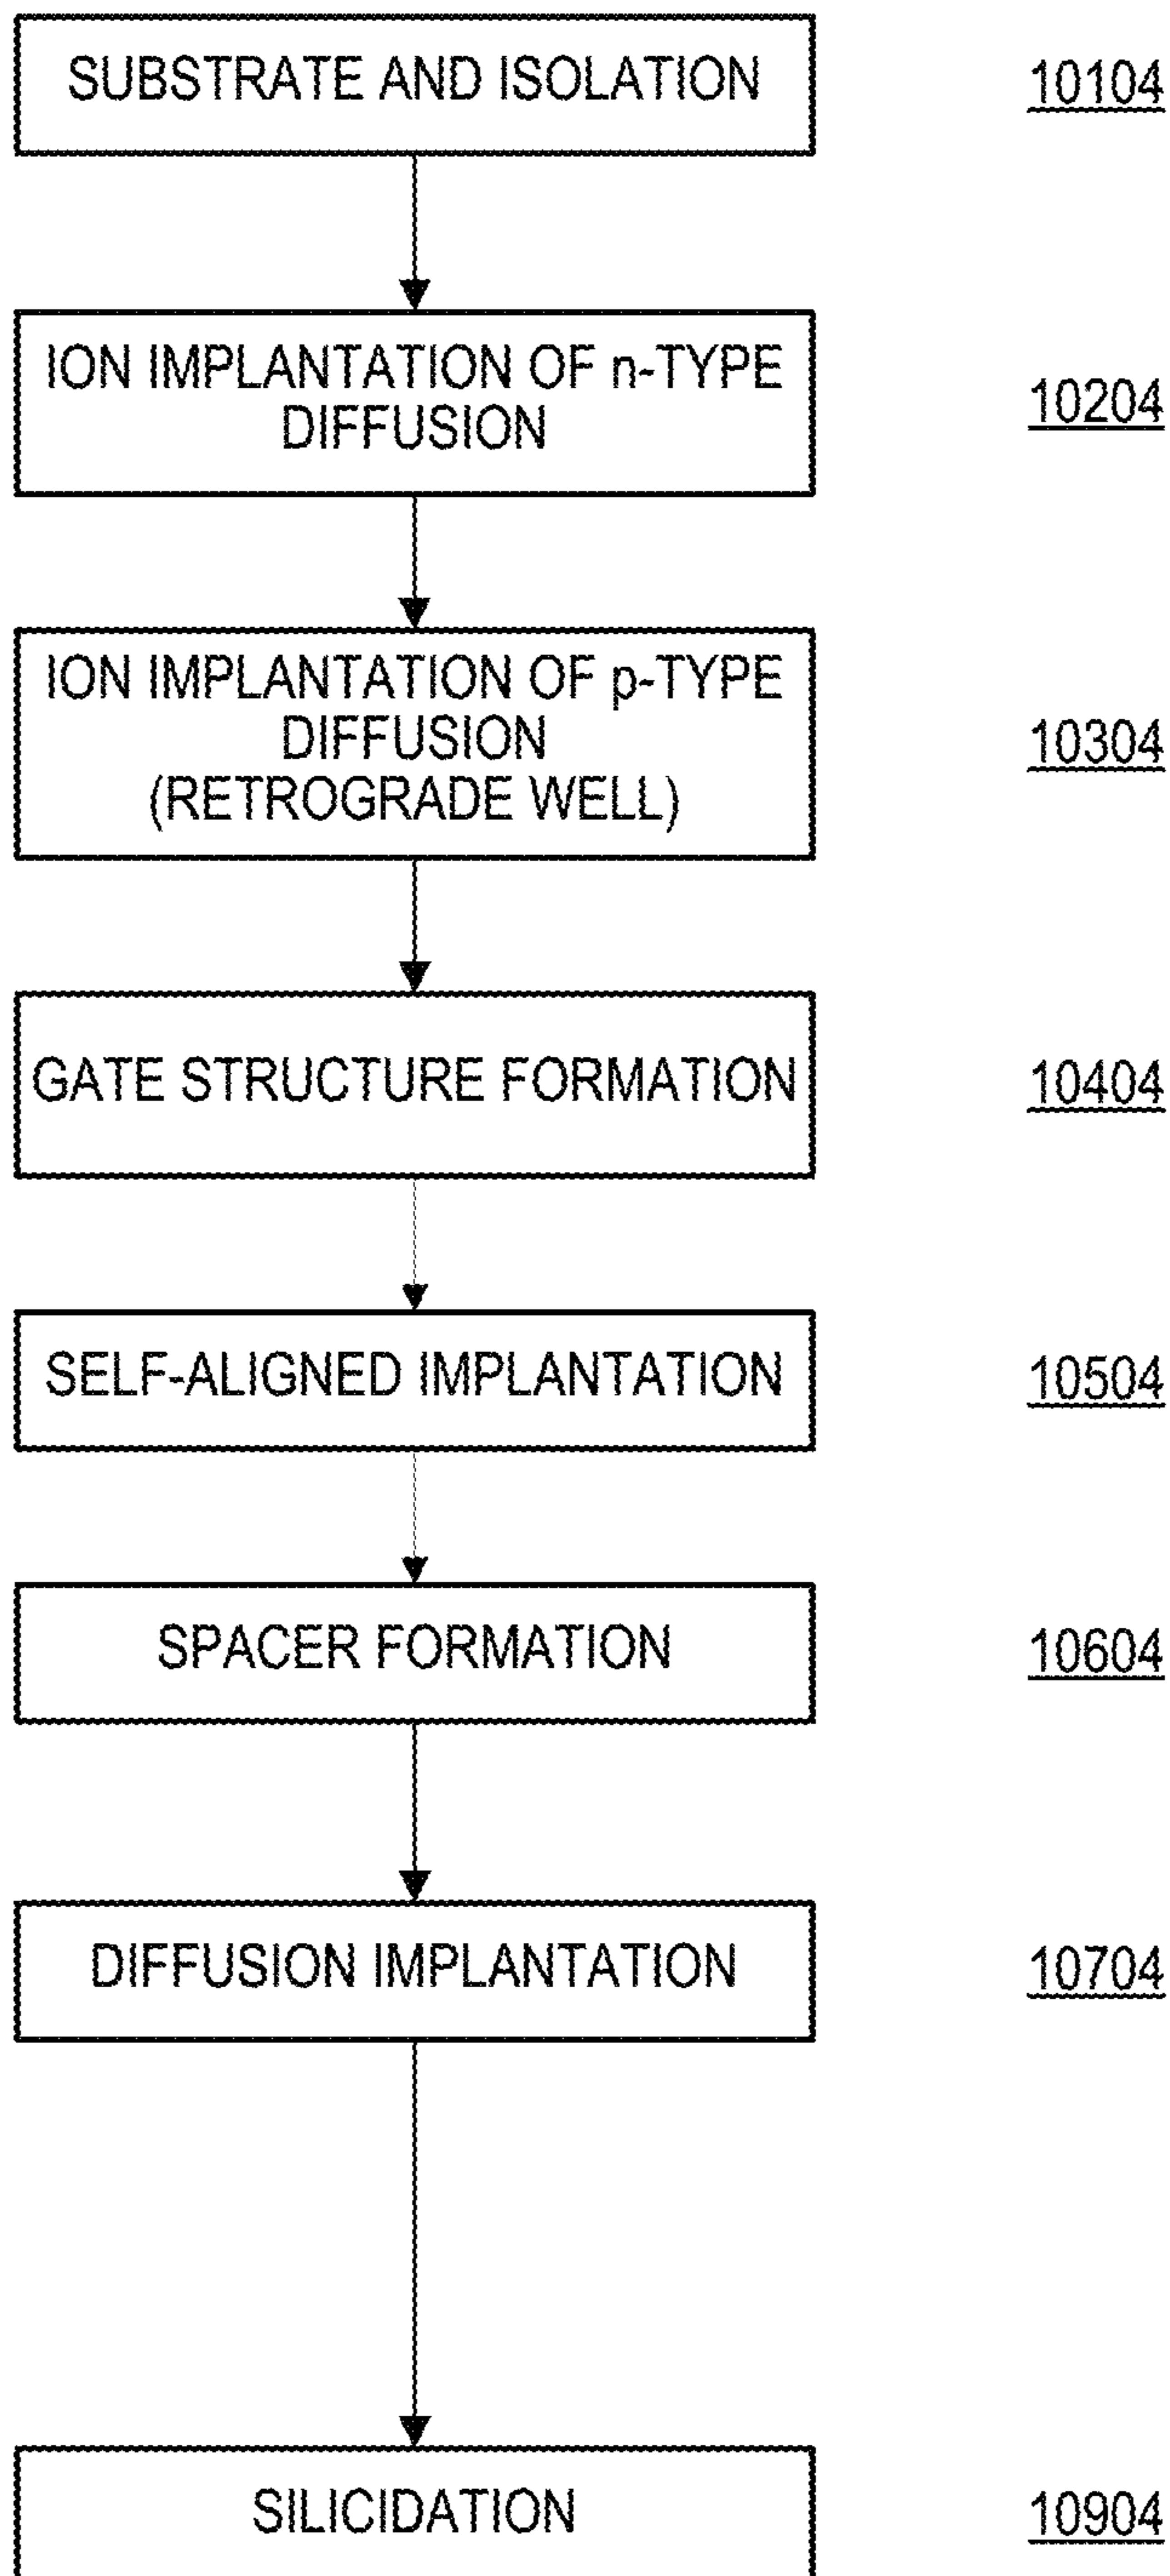 SUBSTRATE AND ISOLATION
10104
ION IMPLANTATION OF n-TYPE
DIFFUSION
10204
ION IMPLANTATION OF p-TYPE
DIFFUSION
(RETROGRADE WELL)
10304
GATE STRUCTURE FORMATION
10404
SELF-ALIGNED IMPLANTATION
10504
SPACER FORMATION
10604
DIFFUSION IMPLANTATION
10704
SILICIDATION
10904